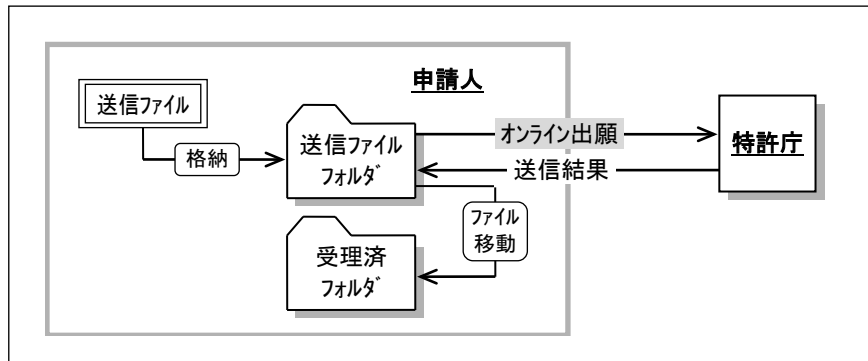 申請人
送信ﾌｧｲﾙ
格納
送信ﾌｧｲﾙ
ﾌｫﾙﾀﾞ
オンライン出願
送信結果
特許庁
ﾌｧｲﾙ
移動
受理済
ﾌｫﾙﾀﾞ